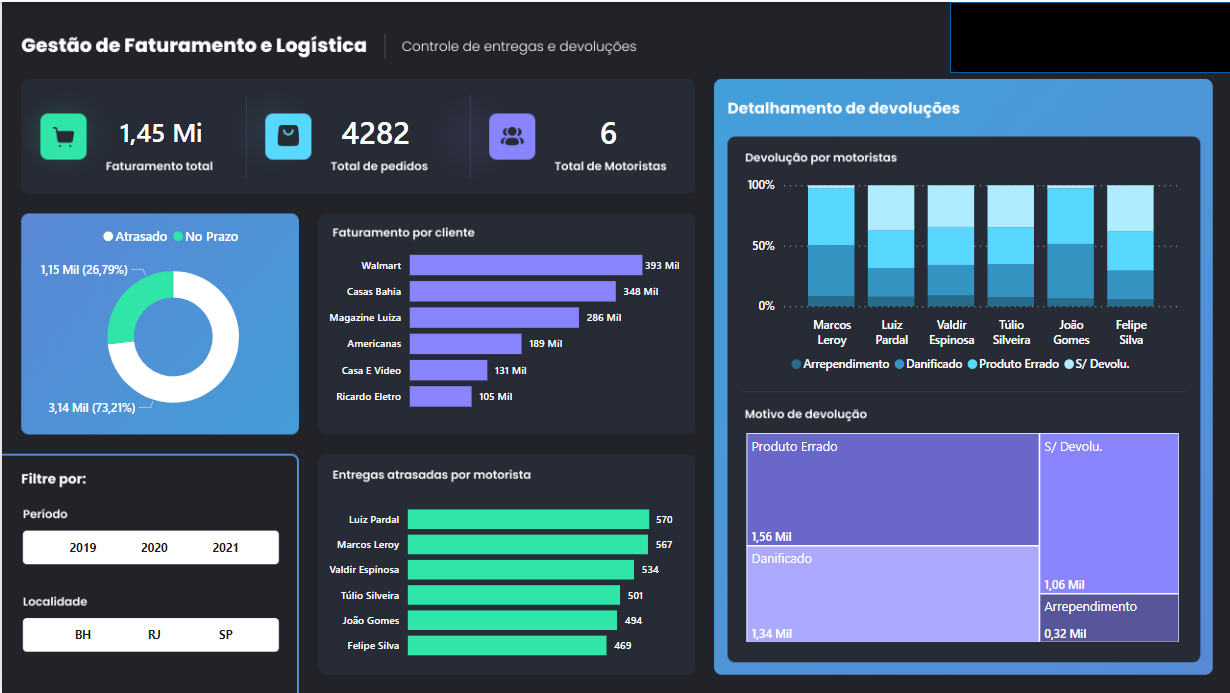 Gestão de Faturamento e Logística
Controle de entregas e devoluções
1,45 Mi
Faturamento total
4282
Total de pedidos
6
Total de Motoristas
Atrasado
No Prazo
1,15 Mil (26,79%)
3,14 Mil (73,21%)
Faturamento por cliente
Walmart
393 Mil
Casas Bahia
348 Mil
Magazine Luiza
286 Mil
Americanas
189 Mil
Casa E Video
131 Mil
Ricardo Eletro
105 Mil
Filtre por:
Período
2019
2020
2021
Localidade
BH
RJ
SP
Entregas atrasadas por motorista
Luiz Pardal
570
Marcos Leroy
567
Valdir Espinosa
534
Túlio Silveira
501
João Gomes
494
Felipe Silva
469
Detalhamento de devoluções
Devolução por motoristas
100%
50%
0%
Marcos
Leroy
Luiz
Pardal
Valdir
Espinosa
Túlio
Silveira
João
Gomes
Felipe
Silva
Arrependimento
Danificado
Produto Errado
S/ Devolu.
Motivo de devolução
Produto Errado
1,56 Mil
Danificado
1,34 Mil
S/ Devolu.
1,06 Mil
Arrependimento
0,32 Mil